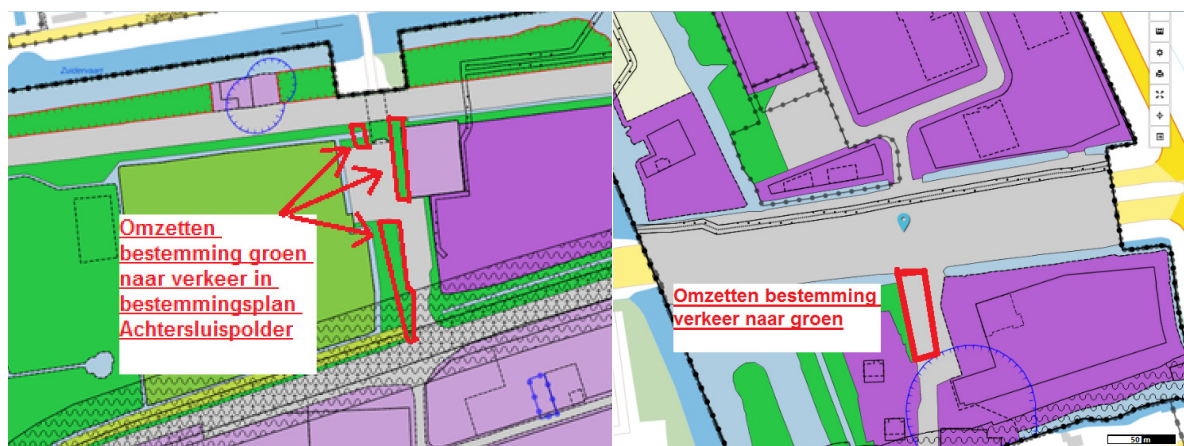 Zuidervaart
Omzetten
bestemming groen
naar verkeer in
bestemmingsplan
Achtersluispolder
Omzetten bestemming
verkeer naar groen
50 m